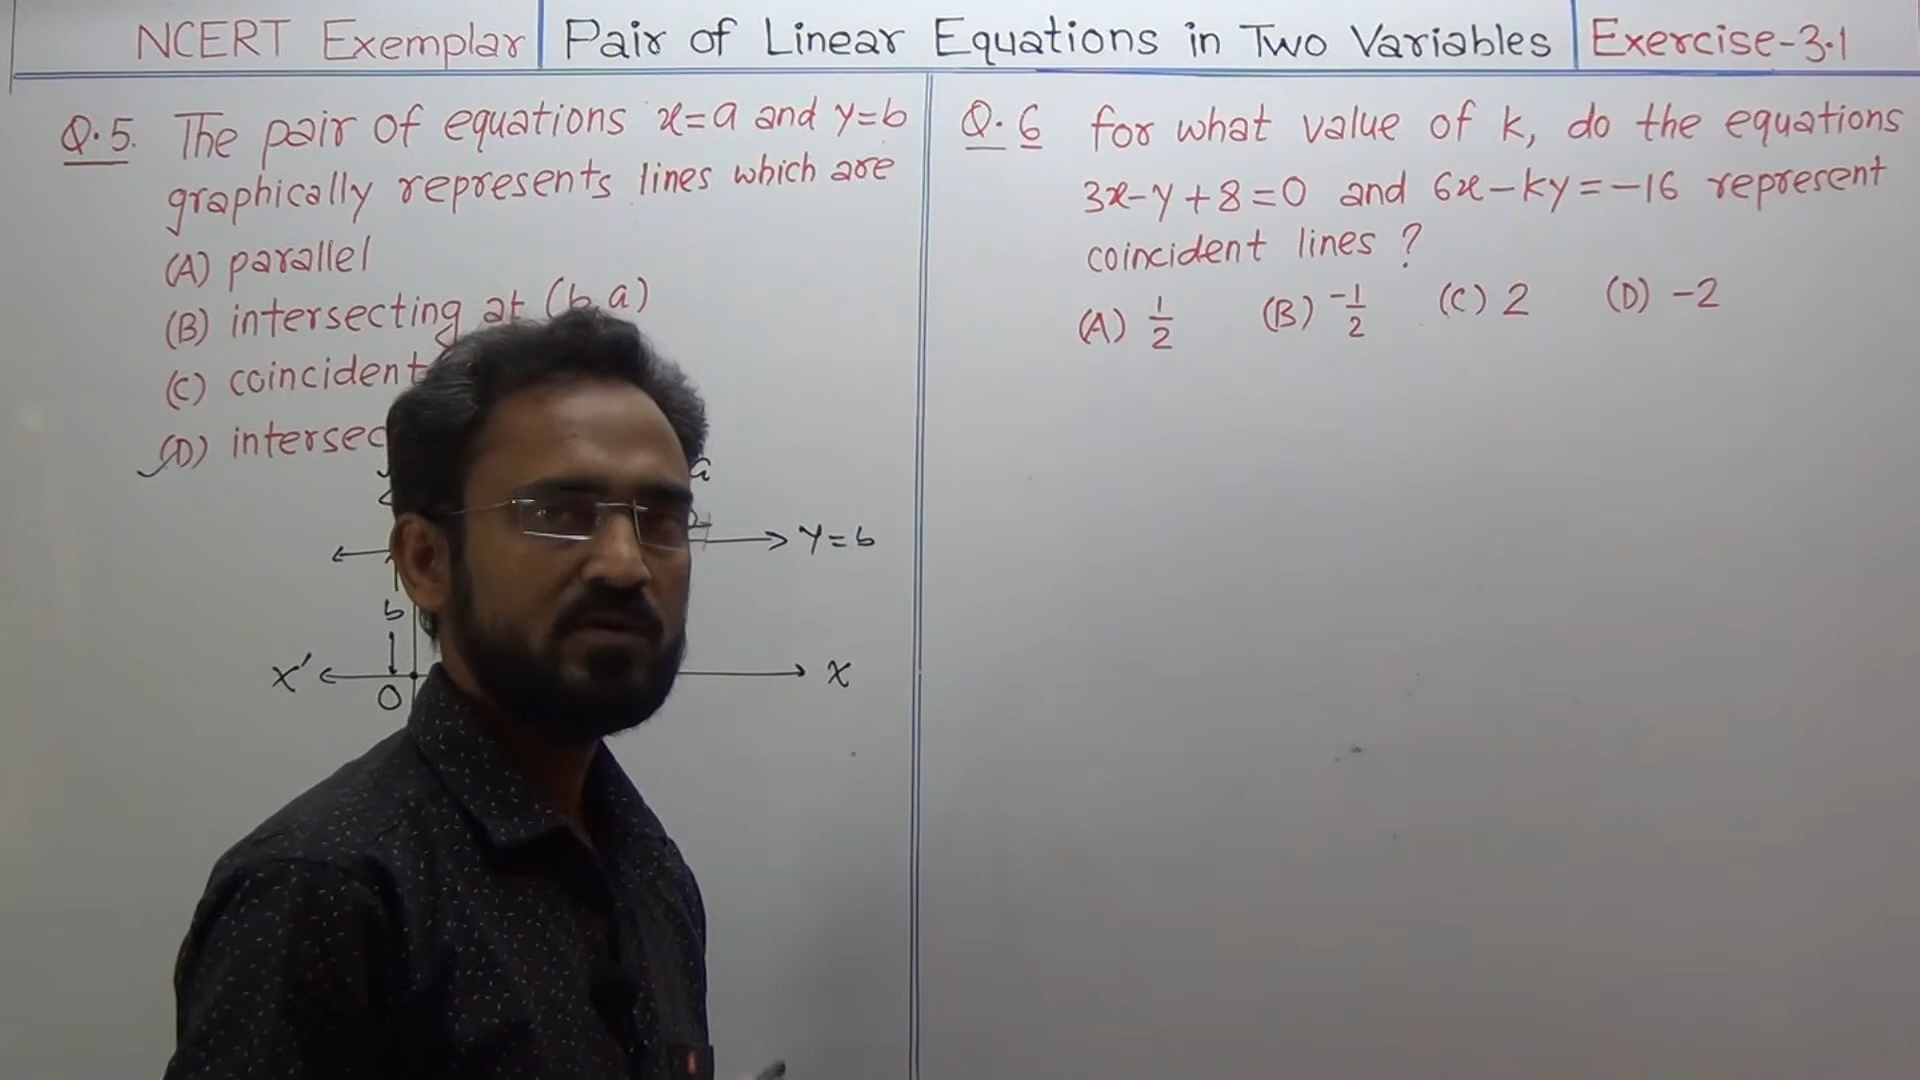 NCERT Exemplar Pair of Linear Equations in Two Variables Exercise-3.1
Q.5. The pair of equations x=a and y=b
graphically represents lines which are
(A) parallel
(B) intersecting at (b,a)
(C) coincident
(D)
a
y=b
b
X'
X
O
Q.6 for what value of k, do the equations
3x-y+8=0 and 6x-ky=-16 represent
coincident lines ?
(A) 1/2 (B) -1/2 (C) 2 (D) -2